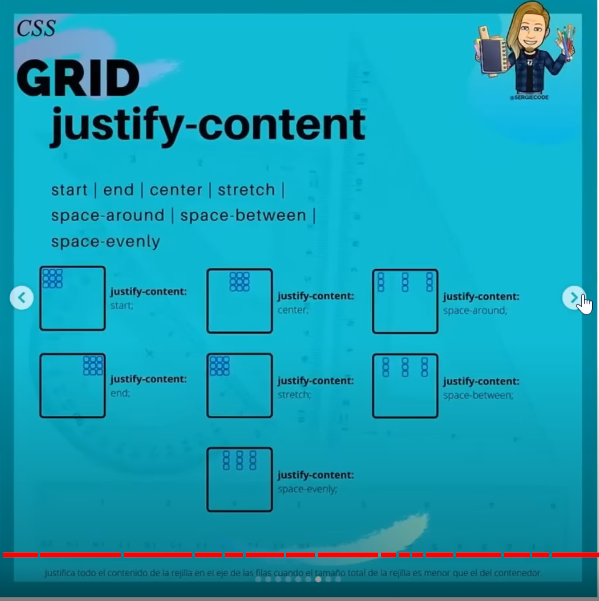 CSS
@SERGIECODE
GRID
justify-content
start | end | center | stretch |
space-around | space-between |
space-evenly
justify-content:
start;
justify-content:
center;
justify-content:
space-around;
justify-content:
end;
justify-content:
stretch;
justify-content:
space-between;
justify-content:
space-evenly;
Justifica todo el contenido de la rejilla en el eje de las filas cuando el tamaño total de la rejilla es menor que el del contenedor.